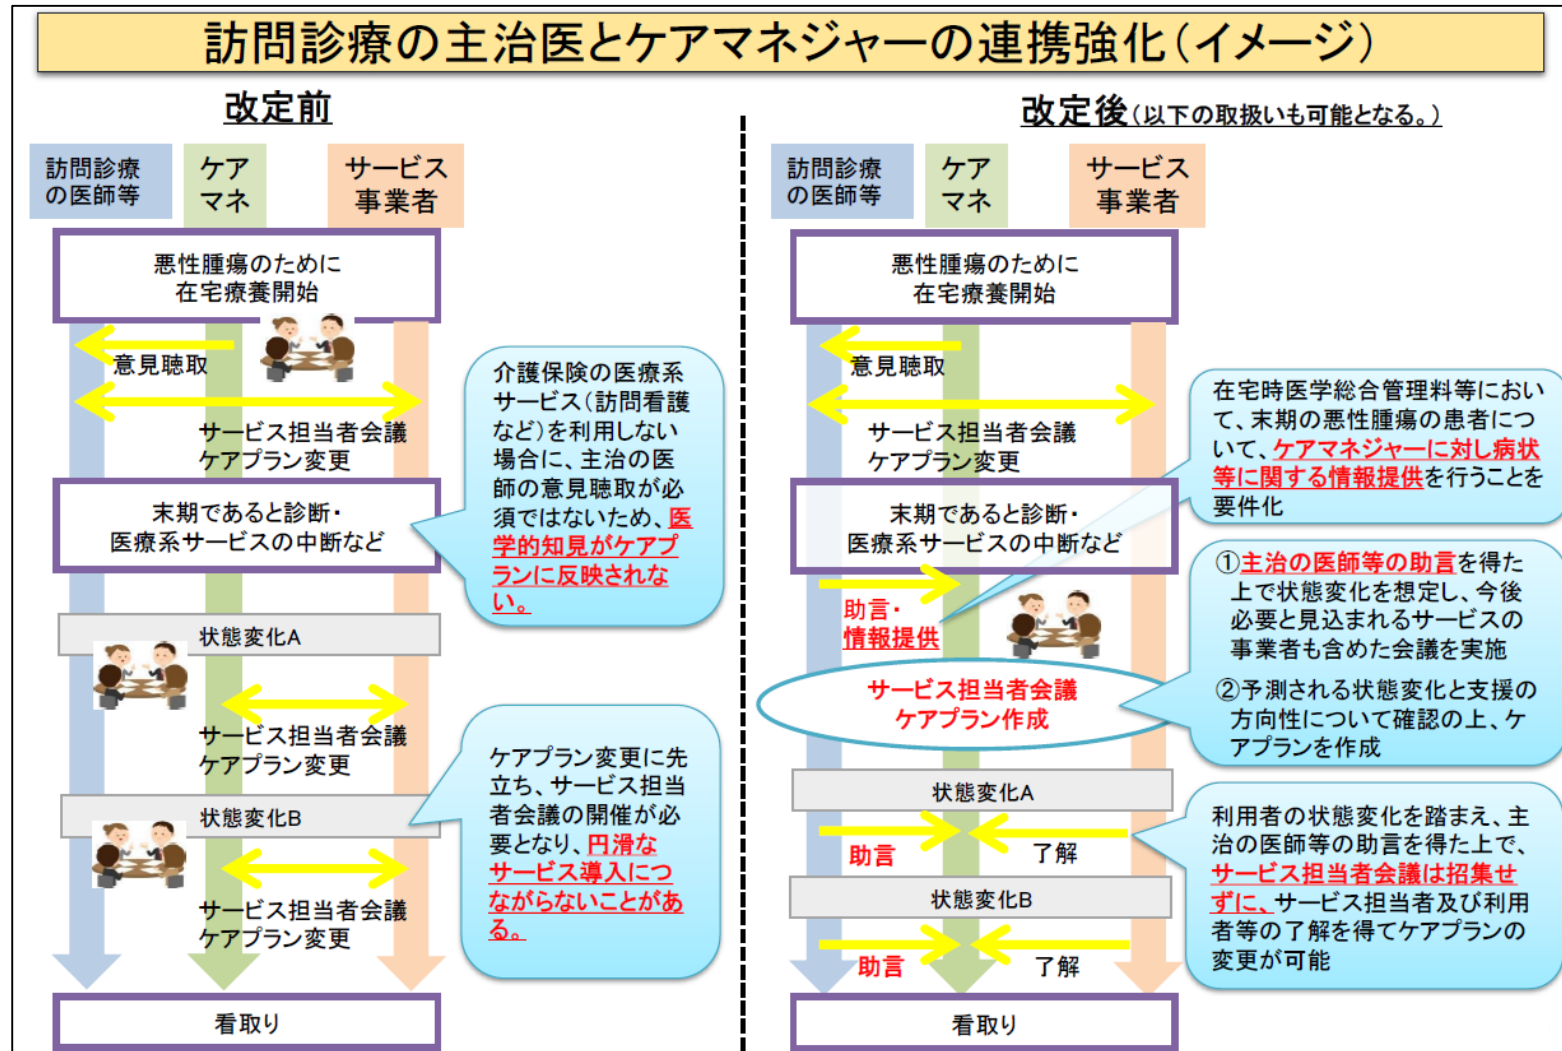 訪問診療の主治医とケアマネジャーの連携強化(イメージ)
改定前
訪問診療
の医師等
ケア
マネ
サービス
事業者
悪性腫瘍のために
在宅療養開始
意見聴取
サービス担当者会議
ケアプラン変更
末期であると診断・
医療系サービスの中断など
介護保険の医療系
サービス(訪問看護
など)を利用しない
場合に、主治の医
師の意見聴取が必
須ではないため、医
学的知見がケアプ
ランに反映されな
い。
状態変化A
サービス担当者会議
ケアプラン変更
状態変化B
ケアプラン変更に先
立ち、サービス担当
者会議の開催が必
要となり、円滑な
サービス導入につ
ながらないことがあ
る。
サービス担当者会議
ケアプラン変更
看取り
改定後(以下の取扱いも可能となる。)
訪問診療
の医師等
ケア
マネ
サービス
事業者
悪性腫瘍のために
在宅療養開始
意見聴取
サービス担当者会議
ケアプラン変更
末期であると診断・
医療系サービスの中断など
在宅時医学総合管理料等におい
て、末期の悪性腫瘍の患者につ
いて、ケアマネジャーに対し病状
等に関する情報提供を行うことを
要件化
助言・
情報提供
サービス担当者会議
ケアプラン作成
①主治の医師等の助言を得た
上で状態変化を想定し、今後
必要と見込まれるサービスの
事業者も含めた会議を実施
②予測される状態変化と支援の
方向性について確認の上、ケ
アプランを作成
状態変化A
助言
了解
状態変化B
助言
了解
利用者の状態変化を踏まえ、主
治の医師等の助言を得た上で、
サービス担当者会議は招集せ
ずに、サービス担当者及び利用
者等の了解を得てケアプランの
変更が可能
看取り